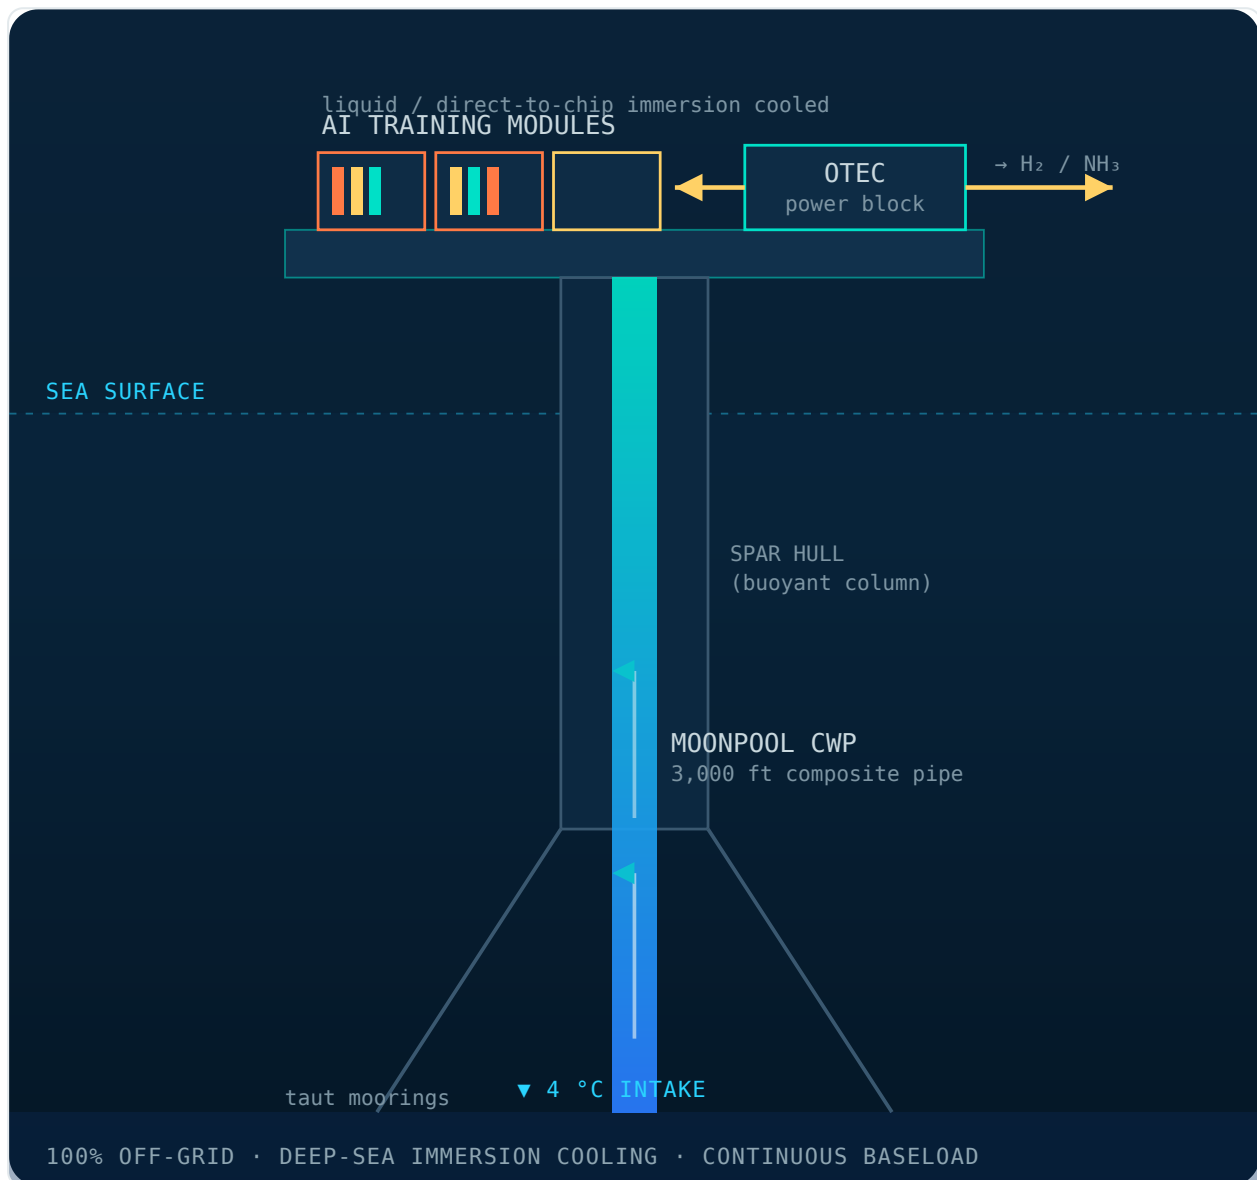 liquid / direct-to-chip immersion cooled
AI TRAINING MODULES
OTEC
power block
→ H₂ / NH₃
SEA SURFACE
SPAR HULL
(buoyant column)
MOONPOOL CWP
3,000 ft composite pipe
taut moorings
▼ 4 °C INTAKE
100% OFF-GRID · DEEP-SEA IMMERSION COOLING · CONTINUOUS BASELOAD